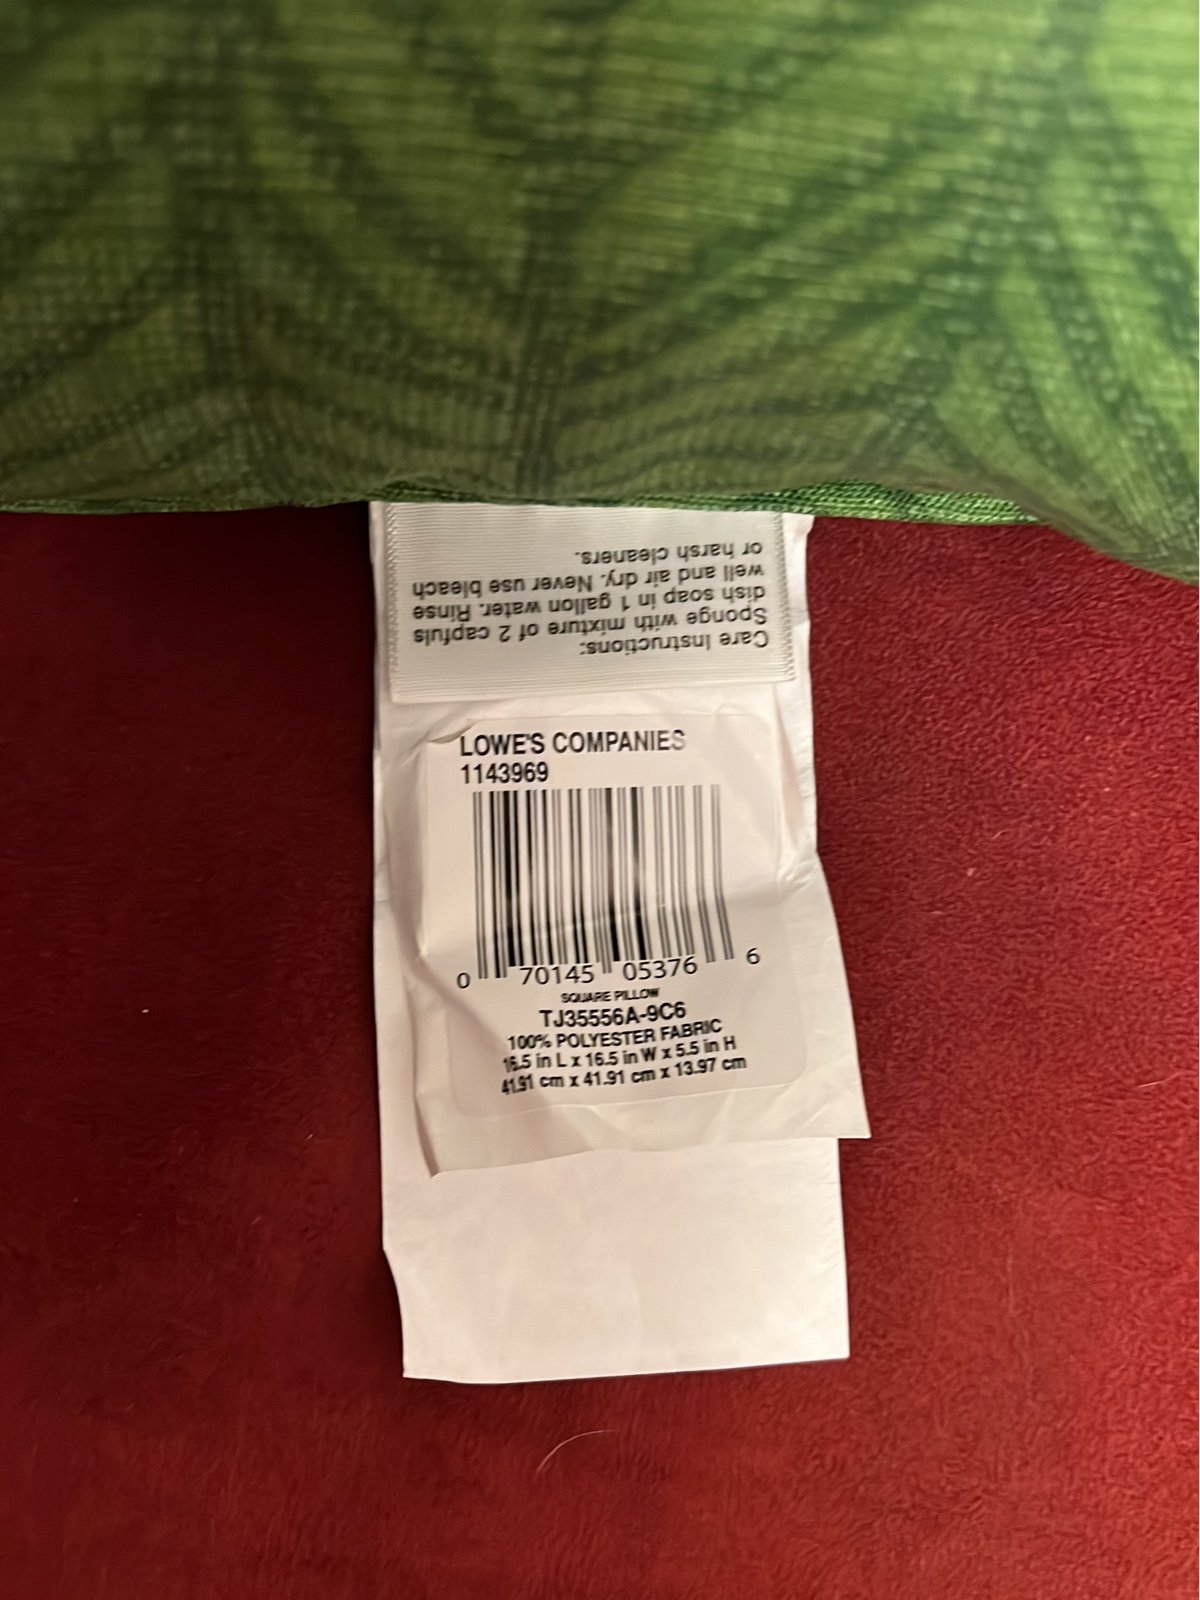 Care Instructions:
Sponge with mixture of 2 capfuls
dish soap in 1 gallon water. Rinse
well and air dry. Never use bleach
or harsh cleaners.
LOWE'S COMPANIES
1143969
0 70145 05376 6
SQUARE PILLOW
TJ35556A-9C6
100% POLYESTER FABRIC
16.5 in L x 16.5 in W x 5.5 in H
41.91 cm x 41.91 cm x 13.97 cm